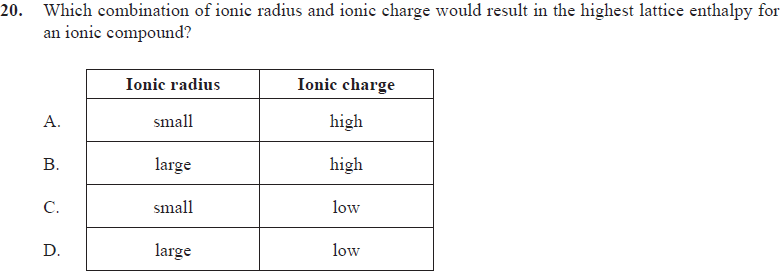 20. Which combination of ionic radius and ionic charge would result in the highest lattice enthalpy for
an ionic compound?
Ionic radius Ionic charge
A. small high
B. large high
C. small low
D. large low